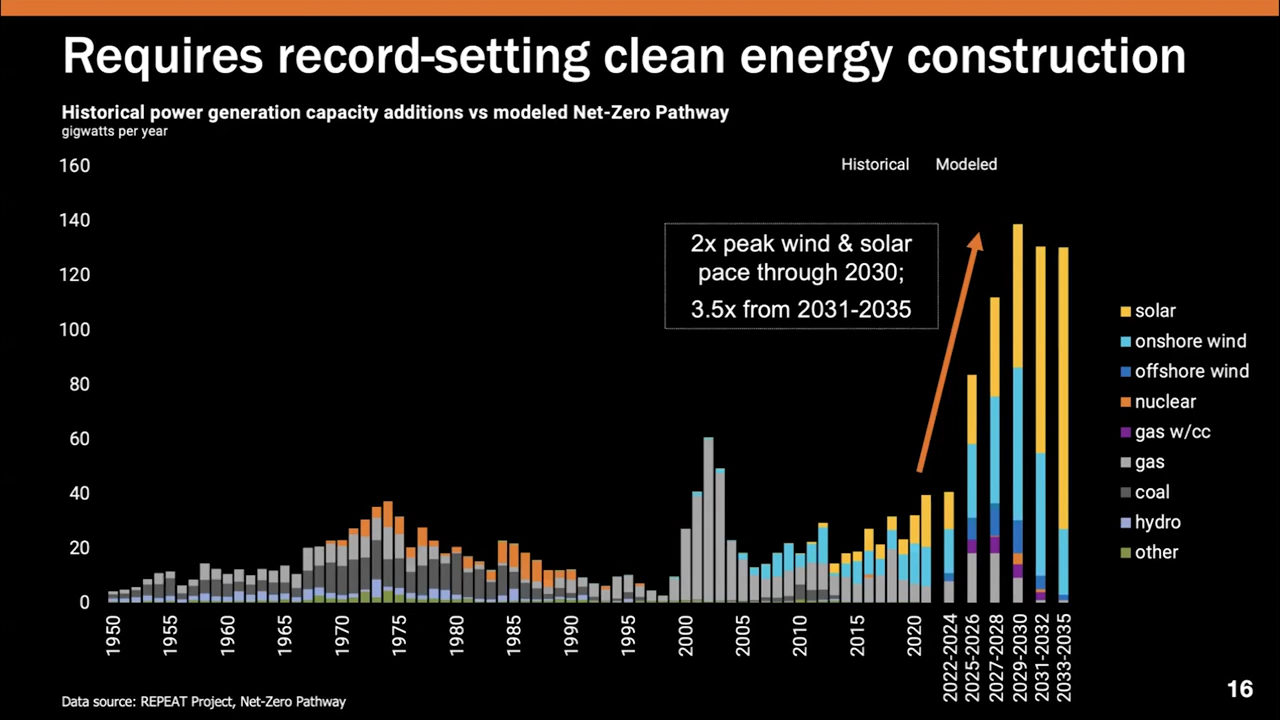 Requires record-setting clean energy construction
Historical power generation capacity additions vs modeled Net-Zero Pathway
gigwatts per year
160
140
120
100
80
60
40
20
0
Historical
Modeled
2x peak wind & solar
pace through 2030;
3.5x from 2031-2035
solar
onshore wind
offshore wind
nuclear
gas w/cc
gas
coal
hydro
other
1950
1955
1960
1965
1970
1975
1980
1985
1990
1995
2000
2005
2010
2015
2020
2022-2024
2025-2026
2027-2028
2029-2030
2031-2032
2033-2035
Data source: REPEAT Project, Net-Zero Pathway
16